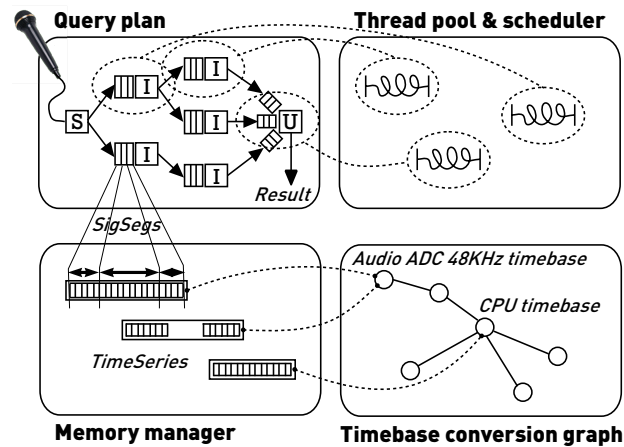 Query plan
Thread pool & scheduler
I
I
S
I
U
I
I
Result
SigSegs
Audio ADC 48KHz timebase
CPU timebase
TimeSeries
Memory manager
Timebase conversion graph